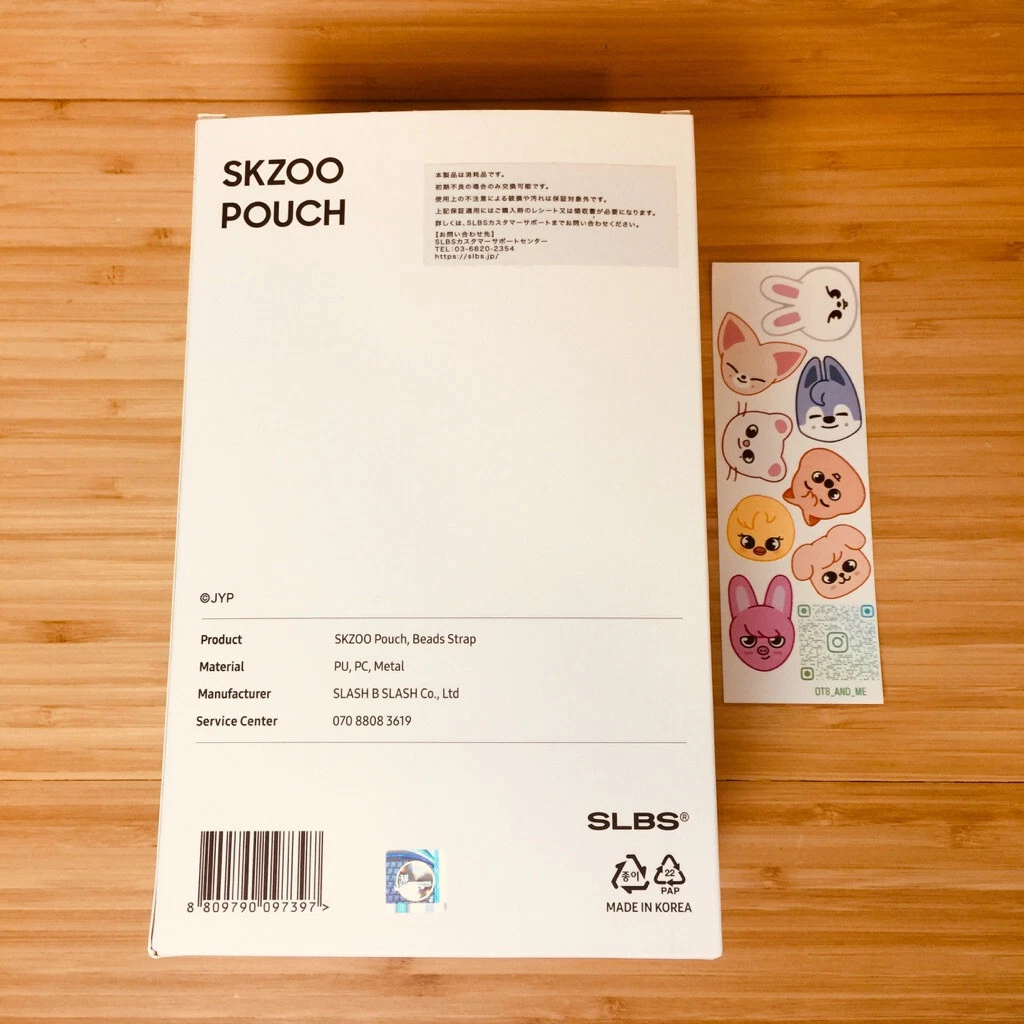 SKZOO
POUCH
本製品は消耗品です。
初期不良の場合のみ交換可能です。
使用上の不注意による破損や汚れは保証対象外です。
上記保証適用にはご購入時のレシート又は領収書が必要になります。
詳しくは、SLBSカスタマーサポートまでお問い合わせください。
【お問い合わせ先】
SLBSカスタマーサポートセンター
TEL:03-6820-2354
https://slbs.jp/
©JYP
Product SKZOO Pouch, Beads Strap
Material PU, PC, Metal
Manufacturer SLASH B SLASH Co., Ltd
Service Center 070 8808 3619
SLBS®
종이
22
PAP
MADE IN KOREA
8 809790 097397 >
OT8_AND_ME